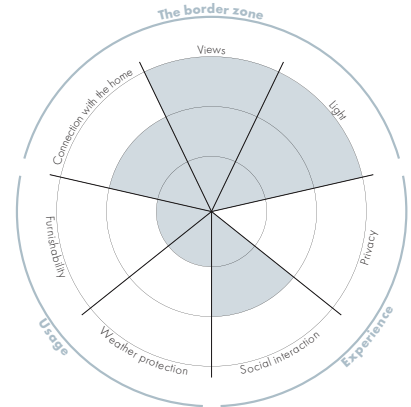 The border zone
Views
Connection with the home
Light
Furnishability
Privacy
Usage
Weather protection
Social interaction
Experience